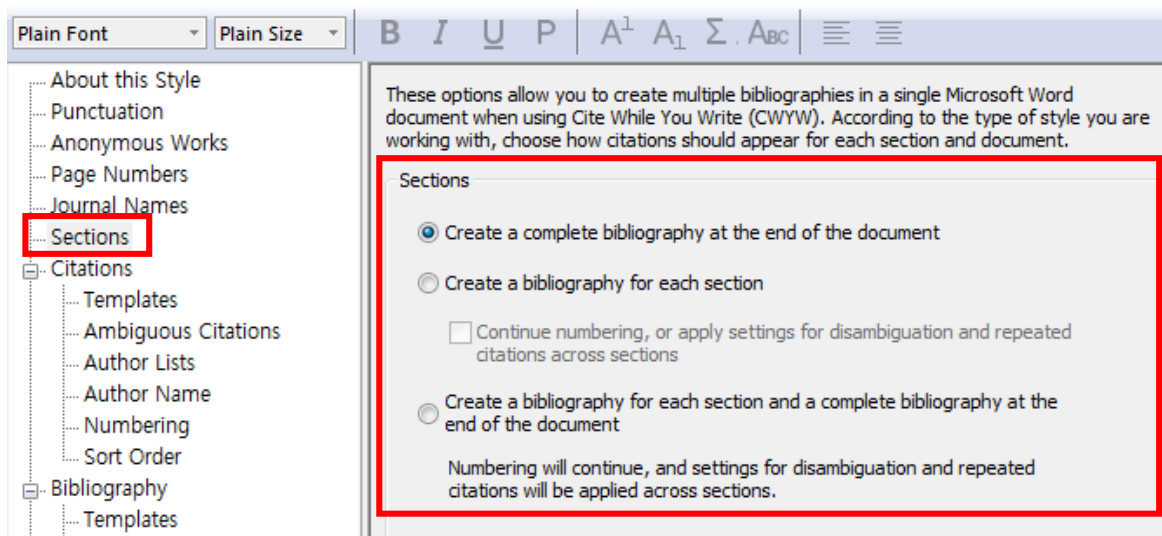 Plain Font Plain Size B I U P A1 A1 Σ . ABC
About this Style
Punctuation
Anonymous Works
Page Numbers
Journal Names
Sections
Citations
Templates
Ambiguous Citations
Author Lists
Author Name
Numbering
Sort Order
Bibliography
Templates
These options allow you to create multiple bibliographies in a single Microsoft Word
document when using Cite While You Write (CWYW). According to the type of style you are
working with, choose how citations should appear for each section and document.
Sections
Create a complete bibliography at the end of the document
Create a bibliography for each section
Continue numbering, or apply settings for disambiguation and repeated
citations across sections
Create a bibliography for each section and a complete bibliography at the
end of the document
Numbering will continue, and settings for disambiguation and repeated
citations will be applied across sections.